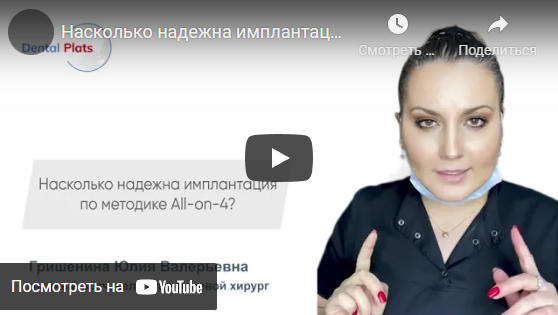 Насколько надежна имплантац...
Dental Plats
Смотреть ...
Поделиться
Насколько надежна имплантация
по методике All-on-4?
Гришенина Юлия Валерьевна
вой хирург
Посмотреть на YouTube